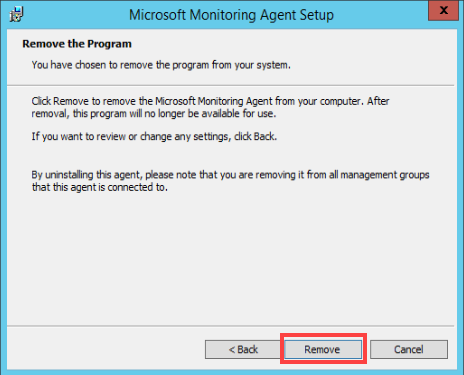 Microsoft Monitoring Agent Setup
x
Remove the Program
You have chosen to remove the program from your system.
Click Remove to remove the Microsoft Monitoring Agent from your computer. After
removal, this program will no longer be available for use.
If you want to review or change any settings, click Back.
By uninstalling this agent, please note that you are removing it from all management groups
that this agent is connected to.
< Back
Remove
Cancel